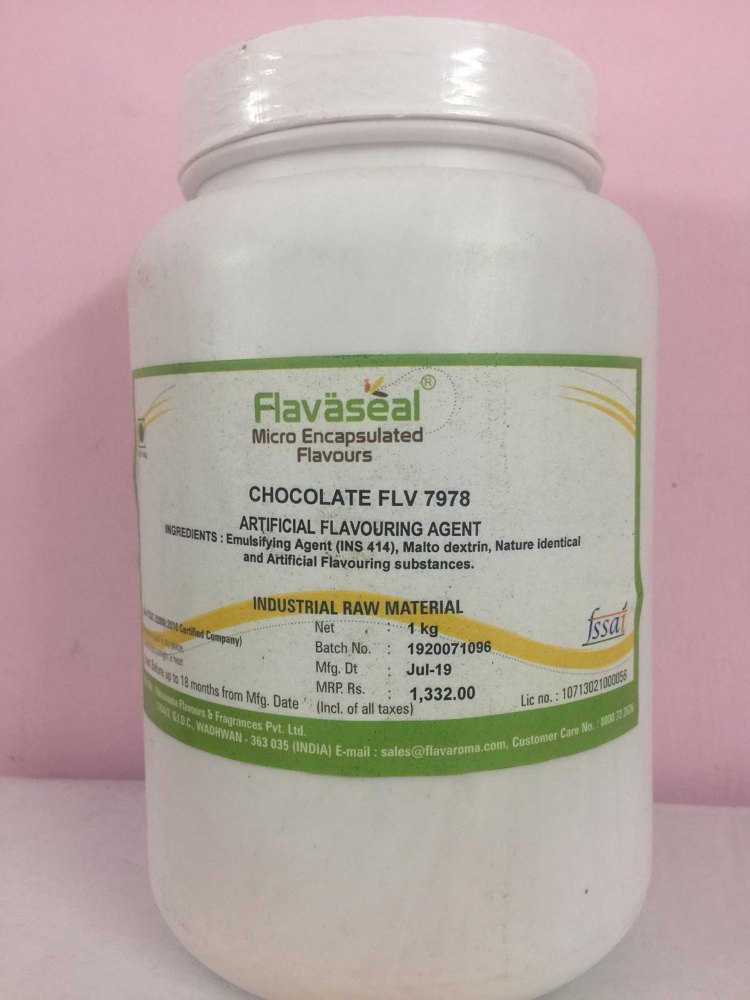 Flaväseal®
Micro Encapsulated
Flavours
CHOCOLATE FLV 7978
ARTIFICIAL FLAVOURING AGENT
INGREDIENTS : Emulsifying Agent (INS 414), Malto dextrin, Nature identical
and Artificial Flavouring substances.
INDUSTRIAL RAW MATERIAL
Certified Company)
Net : 1 kg
Batch No. : 1920071096
Mfg. Dt : Jul-19
MRP. Rs. : 1,332.00
(Incl. of all taxes)
up to 18 months from Mfg. Date
fssai
Lic no. : 10713021000056
Flavours & Fragrances Pvt. Ltd.
G.I.D.C., WADHWAN - 363 035 (INDIA) E-mail : sales@flavaroma.com, Customer Care No. : 8000 72 2626